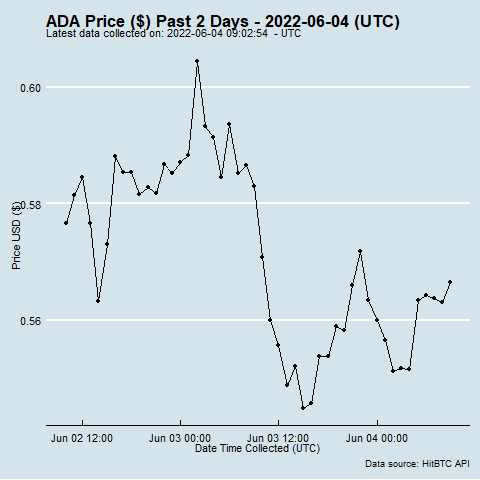 ADA Price ($) Past 2 Days - 2022-06-04 (UTC)
Latest data collected on: 2022-06-04 09:02:54 - UTC
0.60
0.58
0.56
Price USD ($)
Jun 02 12:00
Jun 03 00:00
Jun 03 12:00
Jun 04 00:00
Date Time Collected (UTC)
Data source: HitBTC API